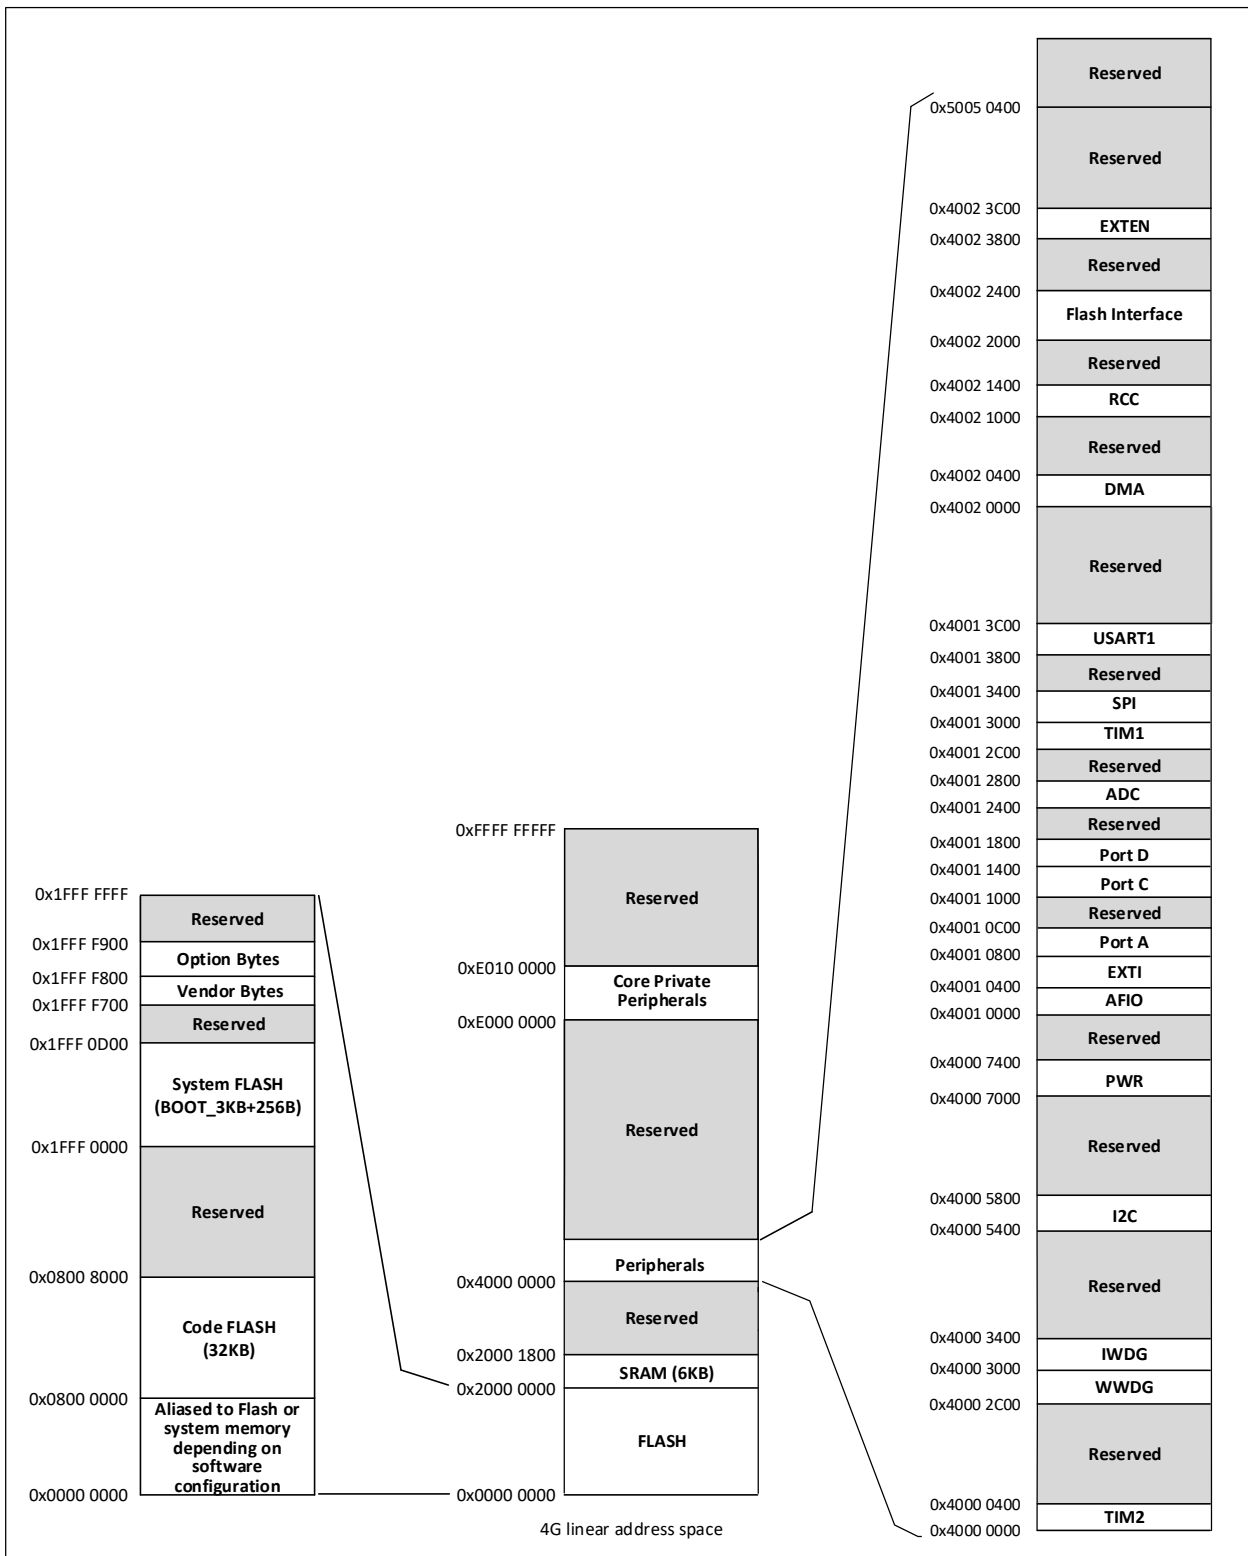 Reserved
0x5005 0400
Reserved
0x4002 3C00
EXTEN
0x4002 3800
Reserved
0x4002 2400
Flash Interface
0x4002 2000
Reserved
0x4002 1400
RCC
0x4002 1000
Reserved
0x4002 0400
DMA
0x4002 0000
Reserved
0x4001 3C00
USART1
0x4001 3800
Reserved
0x4001 3400
SPI
0x4001 3000
TIM1
0x4001 2C00
Reserved
0x4001 2800
ADC
0x4001 2400
Reserved
0x4001 1800
Port D
0x4001 1400
Port C
0x4001 1000
Reserved
0x4001 0C00
Port A
0x4001 0800
EXTI
0x4001 0400
AFIO
0x4001 0000
Reserved
0x4000 7400
PWR
0x4000 7000
Reserved
0x4000 5800
I2C
0x4000 5400
Reserved
0x4000 3400
IWDG
0x4000 3000
WWDG
0x4000 2C00
Reserved
0x4000 0400
TIM2
0x4000 0000
0xFFFF FFFFF
Reserved
0xE010 0000
Core Private
Peripherals
0xE000 0000
Reserved
Peripherals
0x4000 0000
Reserved
0x2000 1800
SRAM (6KB)
0x2000 0000
FLASH
0x0000 0000
4G linear address space
0x1FFF FFFF
Reserved
0x1FFF F900
Option Bytes
0x1FFF F800
Vendor Bytes
0x1FFF F700
Reserved
0x1FFF 0D00
System FLASH
(BOOT_3KB+256B)
0x1FFF 0000
Reserved
0x0800 8000
Code FLASH
(32KB)
0x0800 0000
Aliased to Flash or
system memory
depending on
software
configuration
0x0000 0000